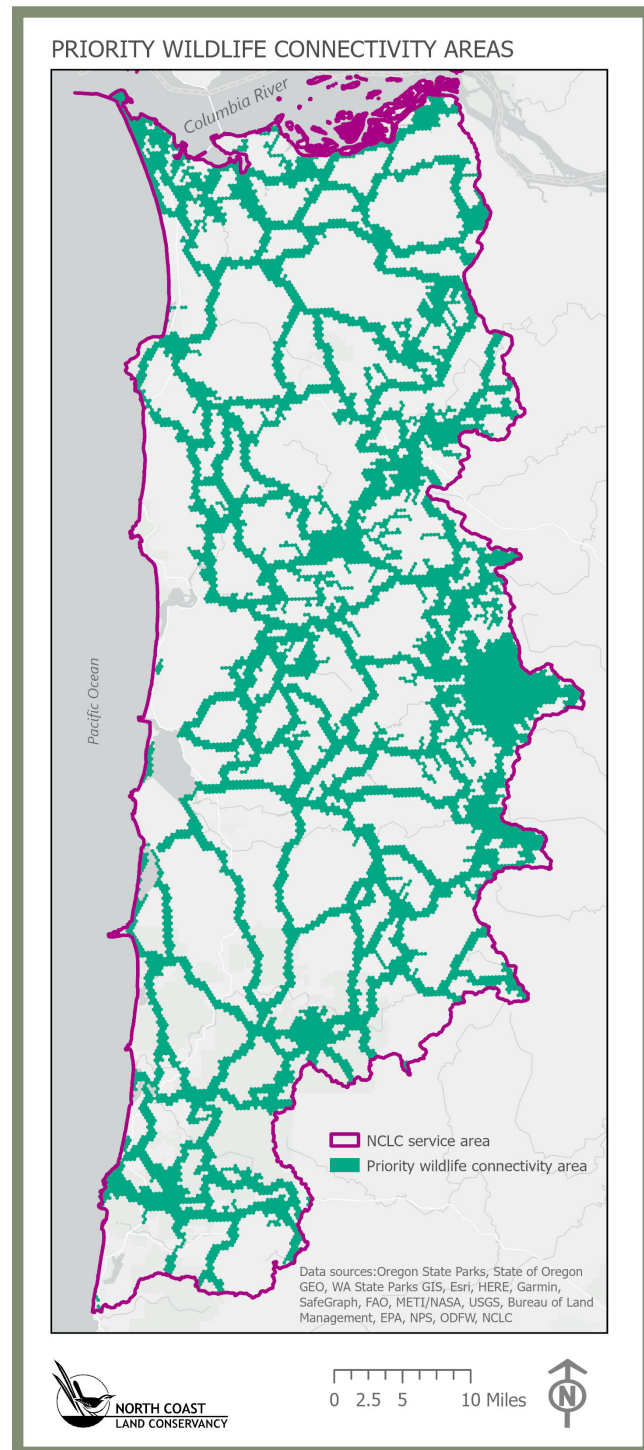 PRIORITY WILDLIFE CONNECTIVITY AREAS
Columbia River
Pacific Ocean
NCLC service area
Priority wildlife connectivity area
Data sources:Oregon State Parks, State of Oregon
GEO, WA State Parks GIS, Esri, HERE, Garmin,
SafeGraph, FAO, METI/NASA, USGS, Bureau of Land
Management, EPA, NPS, ODFW, NCLC
NORTH COAST
LAND CONSERVANCY
0 2.5 5 10 Miles
N